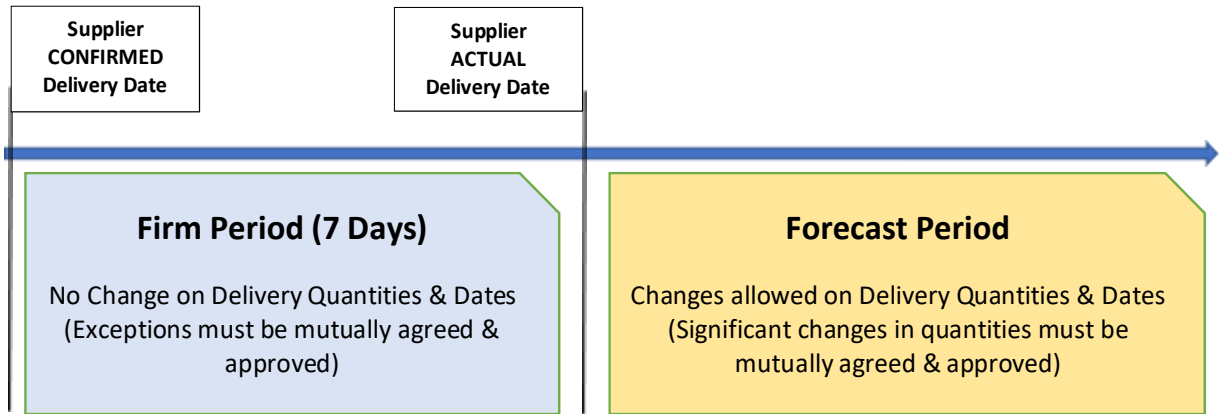 Supplier
CONFIRMED
Delivery Date
Supplier
ACTUAL
Delivery Date
Firm Period (7 Days)
No Change on Delivery Quantities & Dates
(Exceptions must be mutually agreed &
approved)
Forecast Period
Changes allowed on Delivery Quantities & Dates
(Significant changes in quantities must be
mutually agreed & approved)